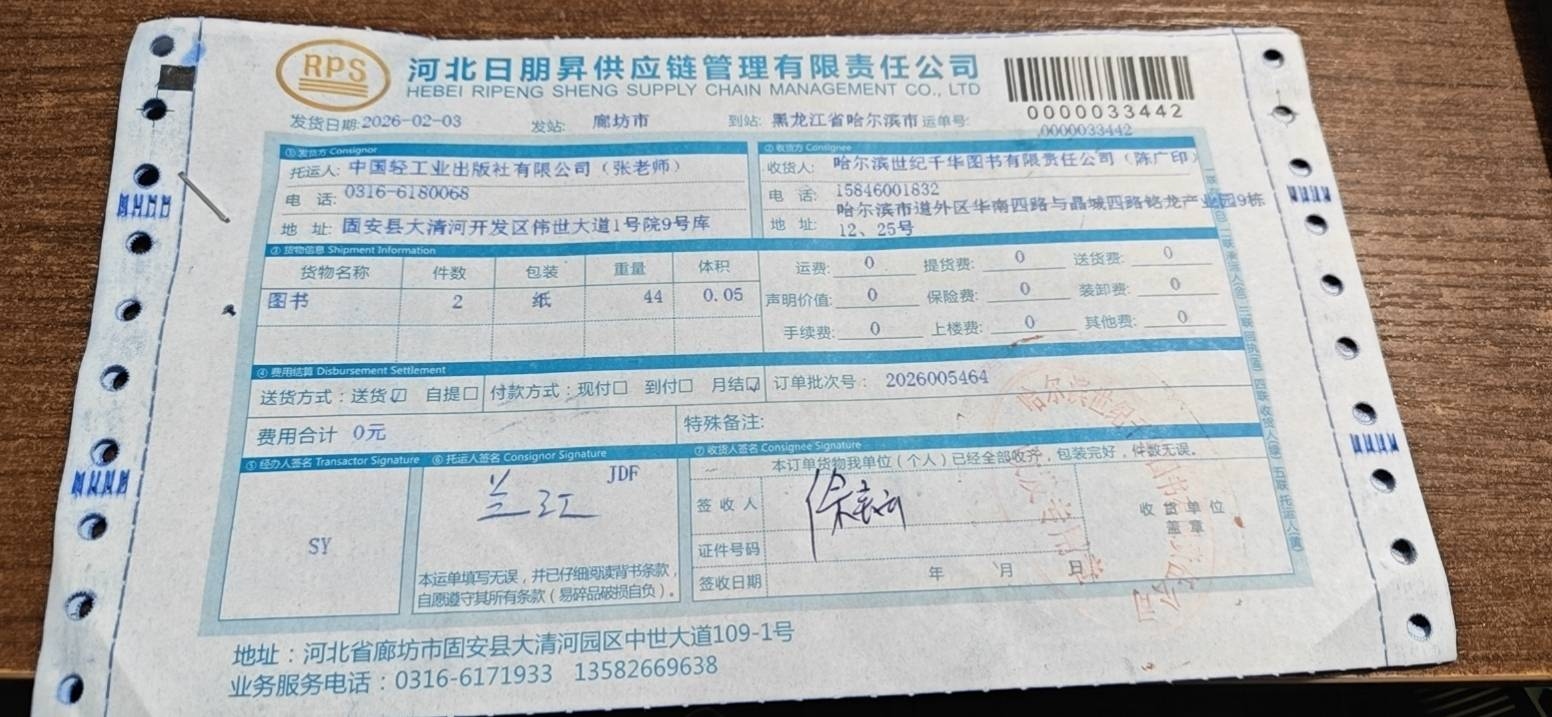 RPS
河北日朋昇供应链管理有限责任公司
HEBEI RIPENG SHENG SUPPLY CHAIN MANAGEMENT CO., LTD
0000033442
发货日期:2026-02-03 发站: 廊坊市 到站: 黑龙江省哈尔滨市 运单号: 0000033442
①发货方 Consignor
托运人: 中国轻工业出版社有限公司（张老师）
电 话: 0316-6180068
地 址: 固安县大清河开发区伟世大道1号院9号库
②收货方 Consignee
收货人: 哈尔滨世纪千华图书有限责任公司（陈广印）
电 话: 15846001832
地 址: 哈尔滨市道外区华南四路与晶城四路铭龙产业园9栋
12、25号
③货物信息 Shipment Information
货物名称 件数 包装 重量 体积
图书 2 纸 44 0.05
运费: 0 提货费: 0 送货费: 0
声明价值: 0 保险费: 0 装卸费: 0
手续费: 0 上楼费: 0 其他费: 0
④费用结算 Disbursement Settlement
送货方式：送货☑ 自提□ 付款方式：现付□ 到付□ 月结☑ 订单批次号： 2026005464
费用合计 0元 特殊备注:
⑤经办人签名 Transactor Signature
SY
⑥托运人签名 Consignor Signature
JDF
兰江
本运单填写无误，并已仔细阅读背书条款，
自愿遵守其所有条款（易碎品破损自负）。
⑦收货人签名 Consignee Signature
本订单货物我单位（个人）已经全部收齐，包装完好，件数无误。
签 收 人
证件号码
签收日期 年 月 日
收 货 单 位
盖 章
哈尔滨世纪
地址：河北省廊坊市固安县大清河园区中世大道109-1号
业务服务电话：0316-6171933 13582669638